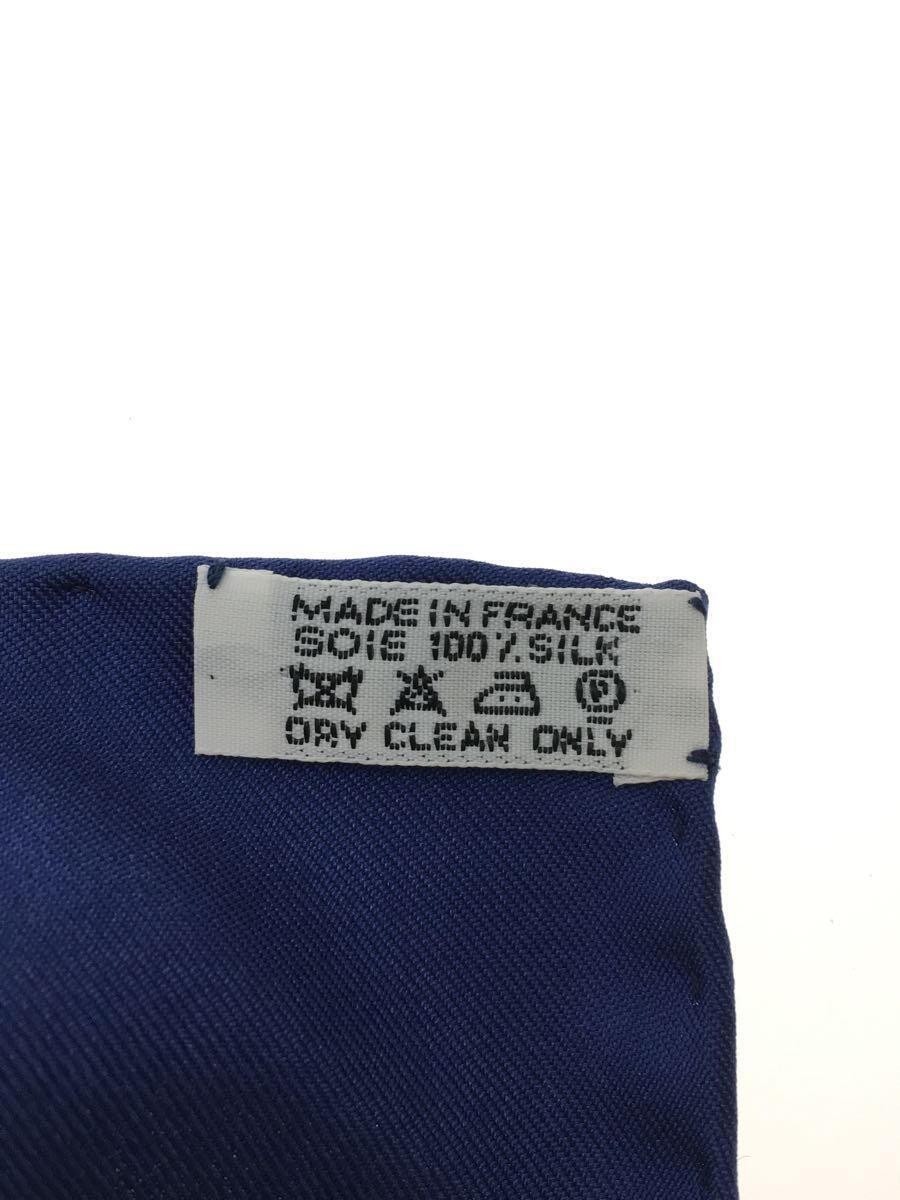 MADE IN FRANCE
SOIE 100% SILK
P
DRY CLEAN ONLY